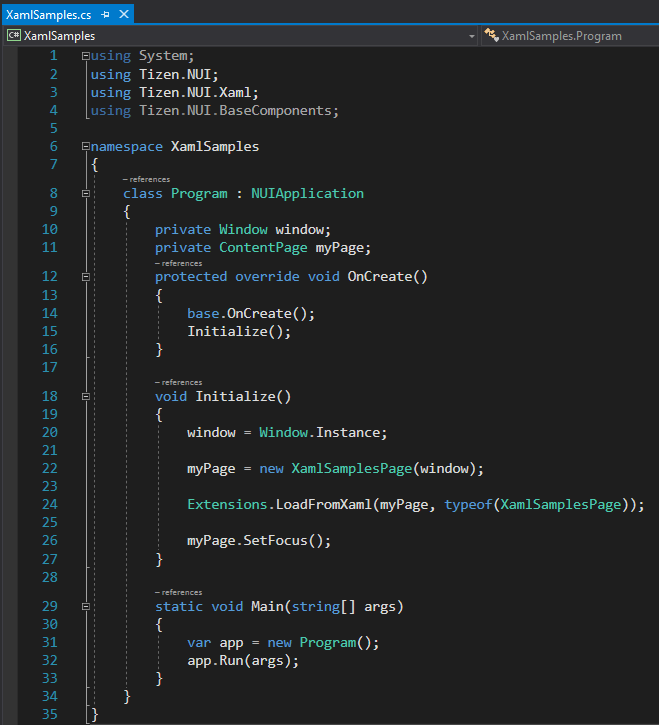 XamlSamples.cs
C# XamlSamples XamlSamples.Program
1 using System;
2 using Tizen.NUI;
3 using Tizen.NUI.Xaml;
4 using Tizen.NUI.BaseComponents;
5
6 namespace XamlSamples
7 {
– references
8 class Program : NUIApplication
9 {
10 private Window window;
11 private ContentPage myPage;
– references
12 protected override void OnCreate()
13 {
14 base.OnCreate();
15 Initialize();
16 }
17
– references
18 void Initialize()
19 {
20 window = Window.Instance;
21
22 myPage = new XamlSamplesPage(window);
23
24 Extensions.LoadFromXaml(myPage, typeof(XamlSamplesPage));
25
26 myPage.SetFocus();
27 }
28
– references
29 static void Main(string[] args)
30 {
31 var app = new Program();
32 app.Run(args);
33 }
34 }
35 }